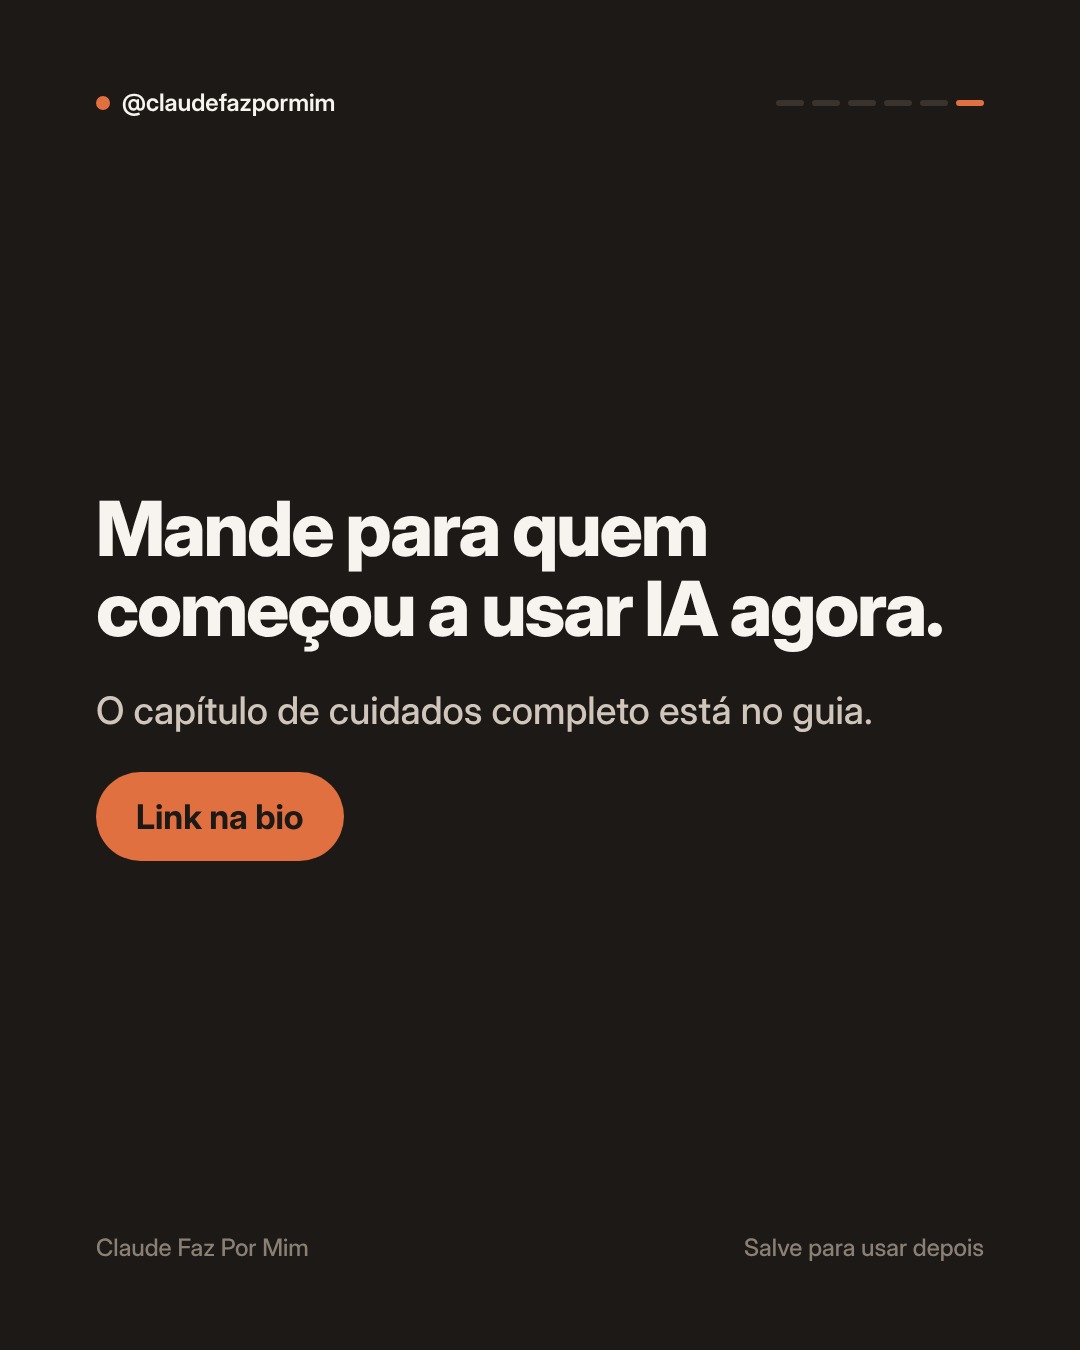 @claudefazpormim
Mande para quem
começou a usar IA agora.
O capítulo de cuidados completo está no guia.
Link na bio
Claude Faz Por Mim
Salve para usar depois